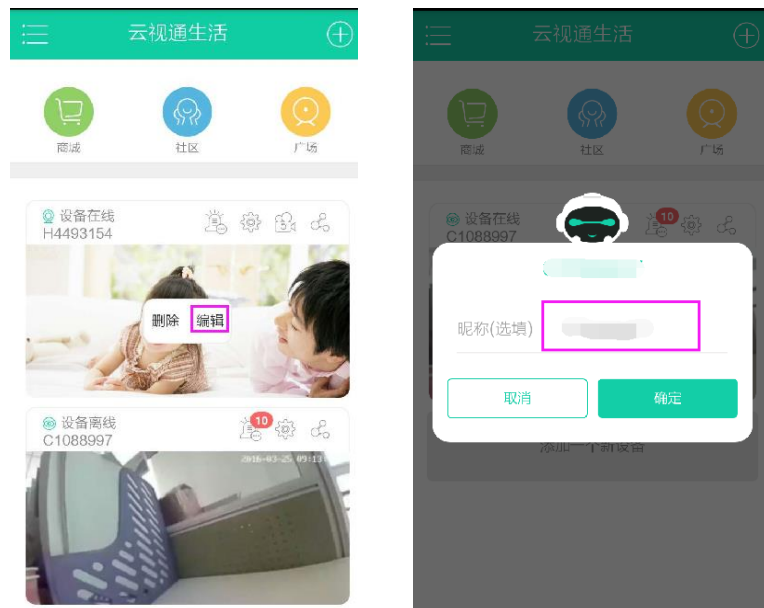 云视通生活
商城 社区 广场
设备在线
H4493154
删除 编辑
设备离线
10
C1088997
2016-03-25 09:13
云视通生活
商城 社区 广场
设备在线
10
C1088997
昵称(选填)
取消 确定
添加一个新设备